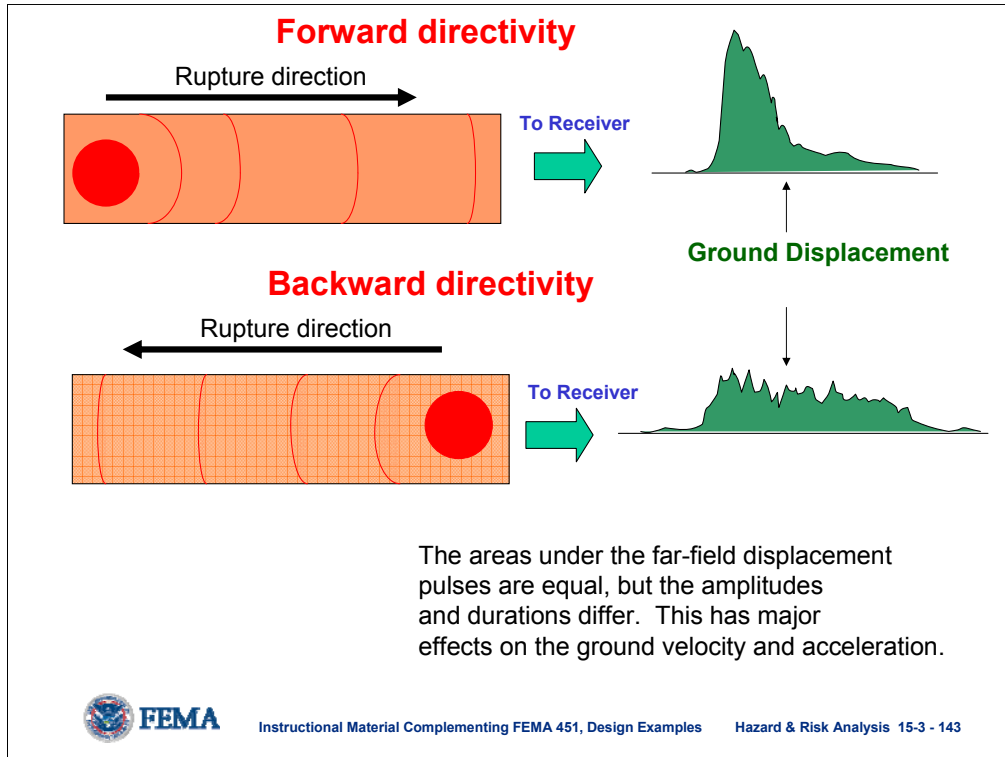 Forward directivity
Rupture direction
To Receiver
Ground Displacement
Backward directivity
Rupture direction
To Receiver
The areas under the far-field displacement
pulses are equal, but the amplitudes
and durations differ. This has major
effects on the ground velocity and acceleration.
FEMA
Instructional Material Complementing FEMA 451, Design Examples
Hazard & Risk Analysis 15-3 - 143